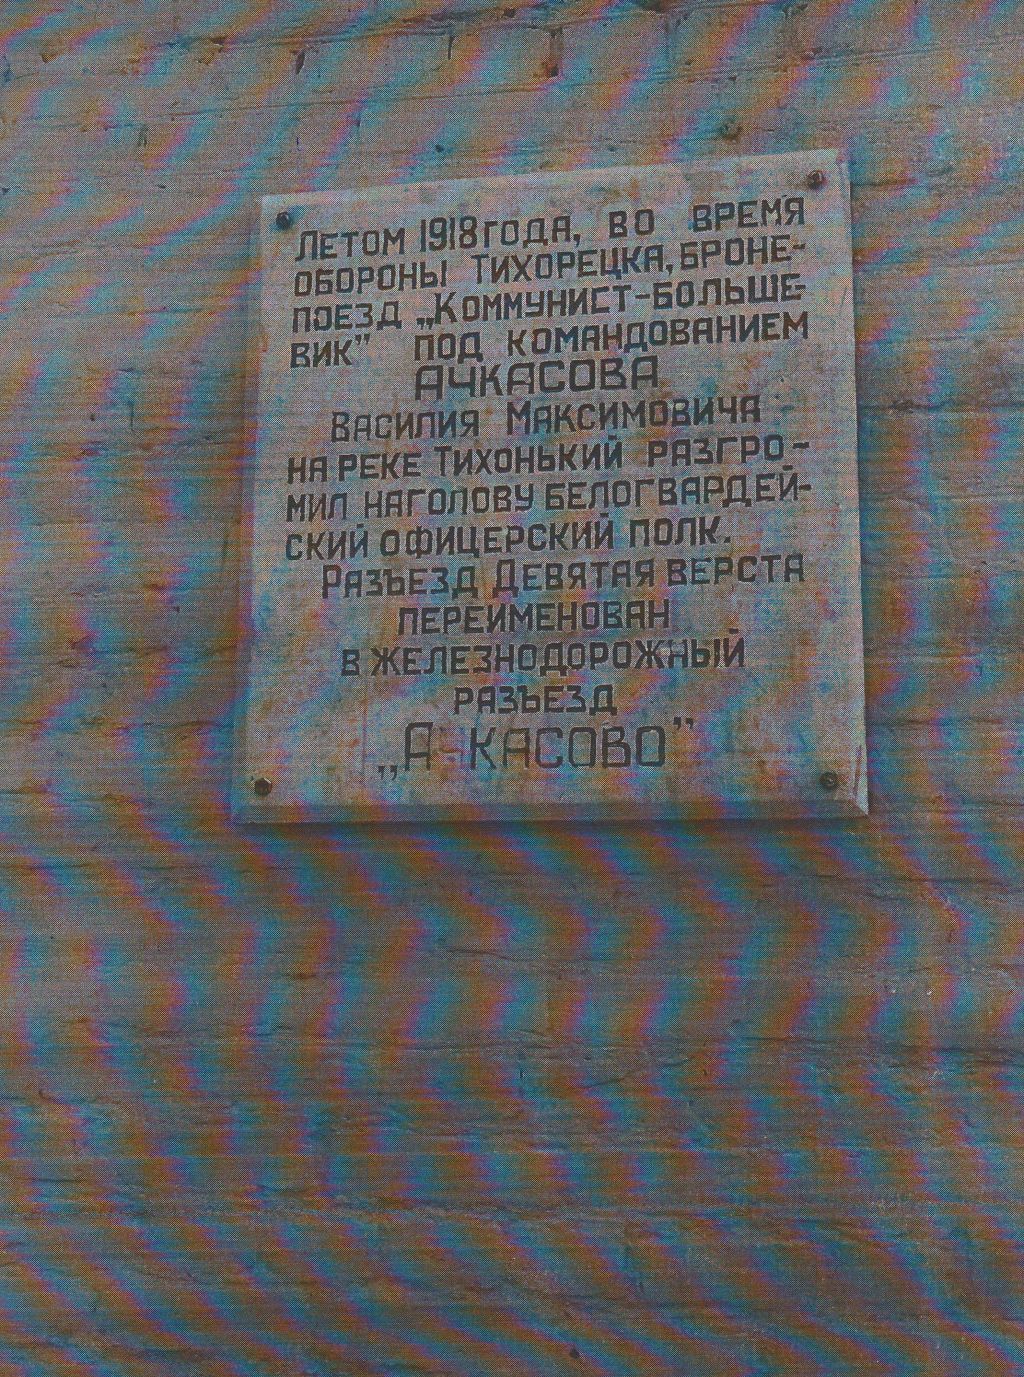 Летом 1918 года, во время
обороны Тихорецка, броне-
поезд „Коммунист-больше-
вик” под командованием
Ачкасова
Василия Максимовича
на реке Тихонький разгро-
мил наголову белогвардей-
ский офицерский полк.
Разъезд Девятая верста
переименован
в железнодорожный
разъезд
„Ачкасово”